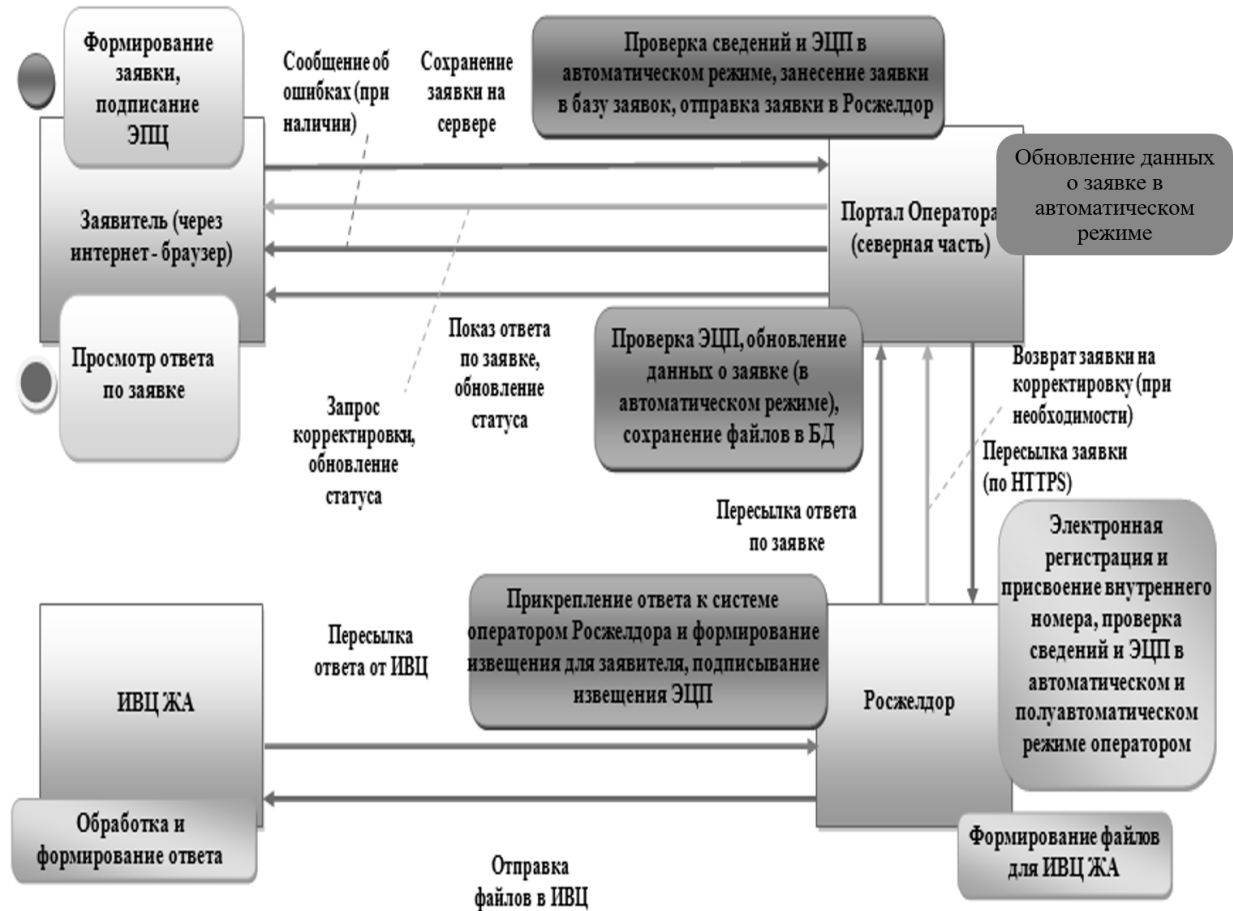 Формирование
заявки,
подписание
ЭПЦ
Сообщение об
ошибках (при
наличии)
Сохранение
заявки на
сервере
Проверка сведений и ЭЦП в
автоматическом режиме, занесение заявки
в базу заявок, отправка заявки в Росжелдор
Заявитель (через
интернет - браузер)
Портал Оператора
(северная часть)
Обновление данных
о заявке в
автоматическом
режиме
Просмотр ответа
по заявке
Запрос
корректировки,
обновление
статуса
Показ ответа
по заявке,
обновление
статуса
Проверка ЭЦП, обновление
данных о заявке (в
автоматическом режиме),
сохранение файлов в БД
Возврат заявки на
корректировку (при
необходимости)
Пересылка заявки
(по HTTPS)
Пересылка ответа
по заявке
Электронная
регистрация и
присвоение внутреннего
номера, проверка
сведений и ЭЦП в
автоматическом и
полуавтоматическом
режиме оператором
ИВЦ ЖА
Пересылка
ответа от ИВЦ
Прикрепление ответа к системе
оператором Росжелдора и формирование
извещения для заявителя, подписывание
извещения ЭЦП
Росжелдор
Обработка и
формирование ответа
Отправка
файлов в ИВЦ
Формирование файлов
для ИВЦ ЖА